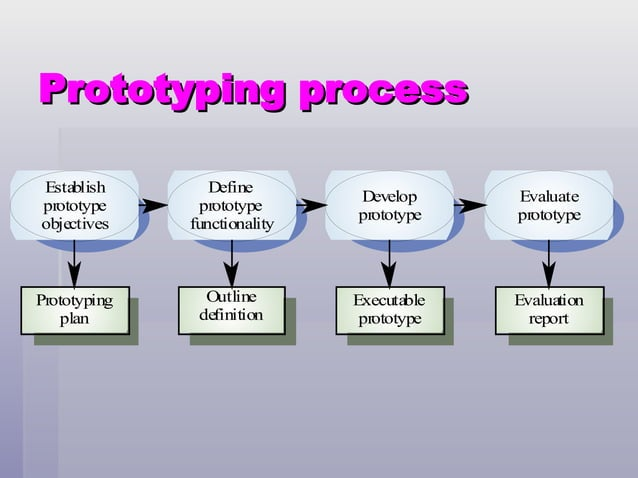 Prototyping process
Establish
prototype
objectives
Define
prototype
functionality
Develop
prototype
Evaluate
prototype
Prototyping
plan
Outline
definition
Executable
prototype
Evaluation
report